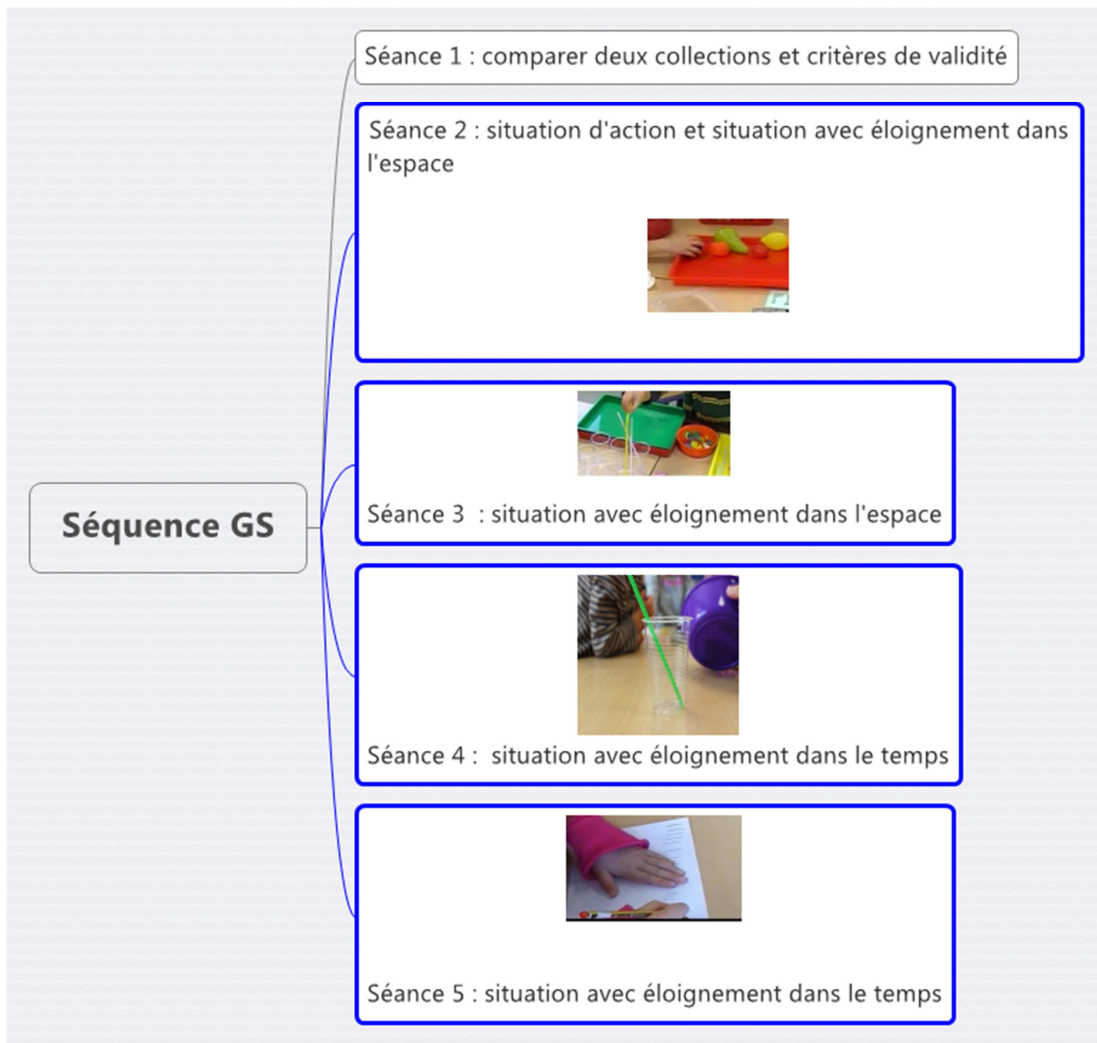 Séance 1 : comparer deux collections et critères de validité
Séance 2 : situation d'action et situation avec éloignement dans
l'espace
Séance 3  : situation avec éloignement dans l'espace
Séquence GS
Séance 4 :  situation avec éloignement dans le temps
Séance 5 : situation avec éloignement dans le temps